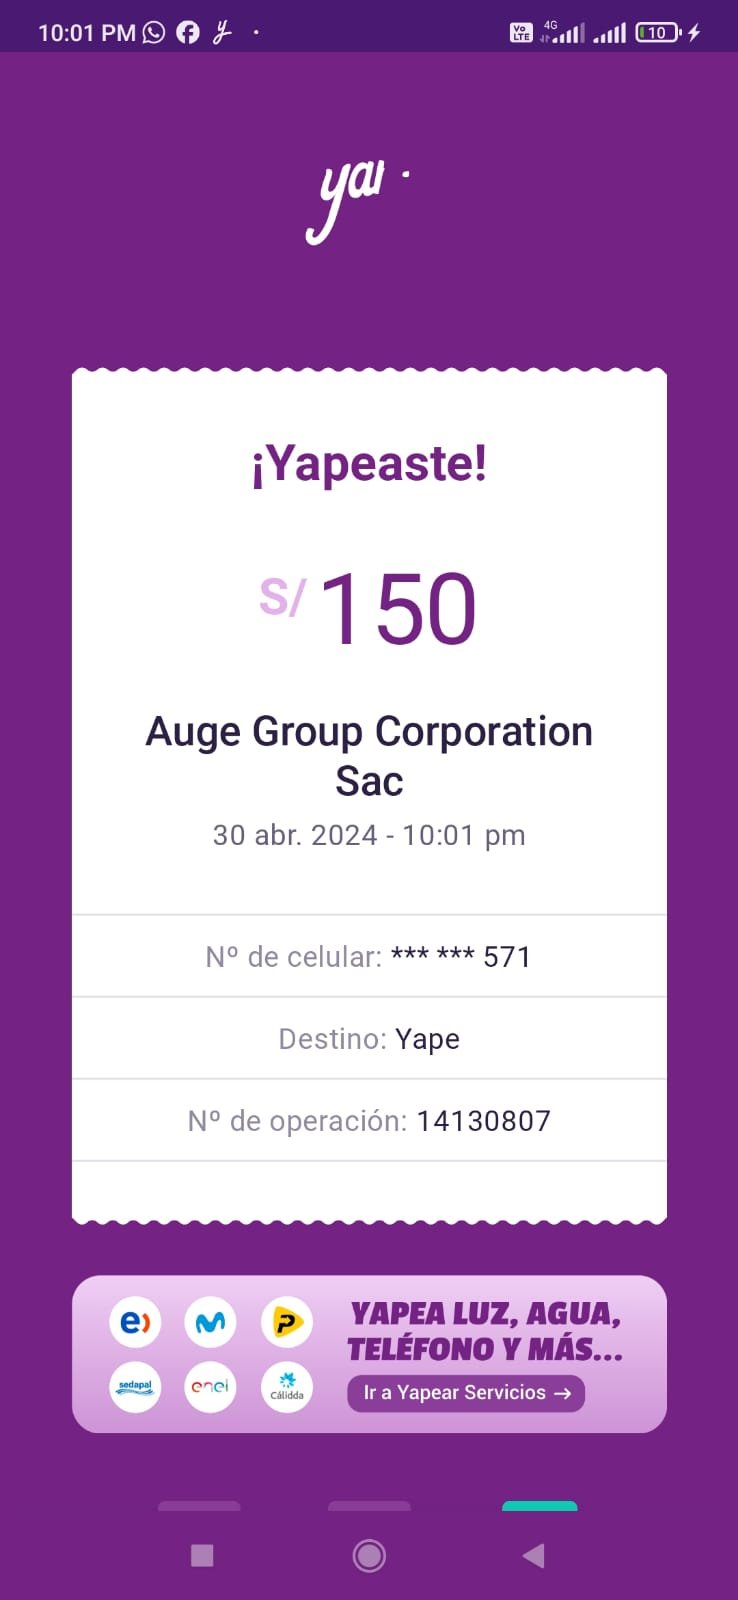 10:01 PM
Vo LTE 4G 10
ya
¡Yapeaste!
S/ 150
Auge Group Corporation
Sac
30 abr. 2024 - 10:01 pm
Nº de celular: *** *** 571
Destino: Yape
Nº de operación: 14130807
YAPEA LUZ, AGUA,
TELÉFONO Y MÁS...
Ir a Yapear Servicios →
e)
P
sedapal
enel
Cálidda